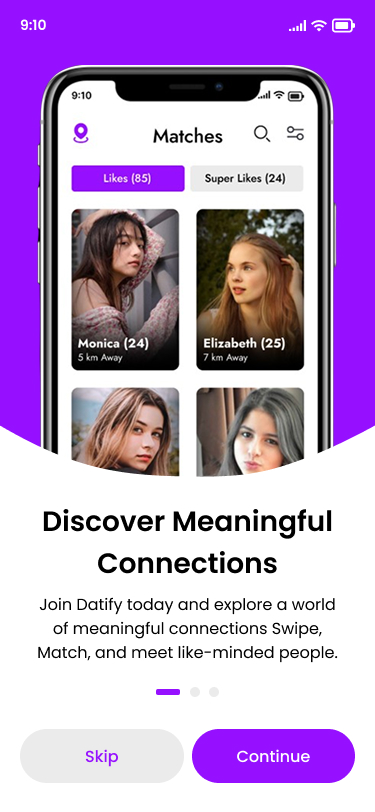 9:10
9:10
Matches
Likes (85)
Super Likes (24)
Monica (24)
5 km Away
Elizabeth (25)
7 km Away
Discover Meaningful
Connections
Join Datify today and explore a world
of meaningful connections Swipe,
Match, and meet like-minded people.
Skip
Continue